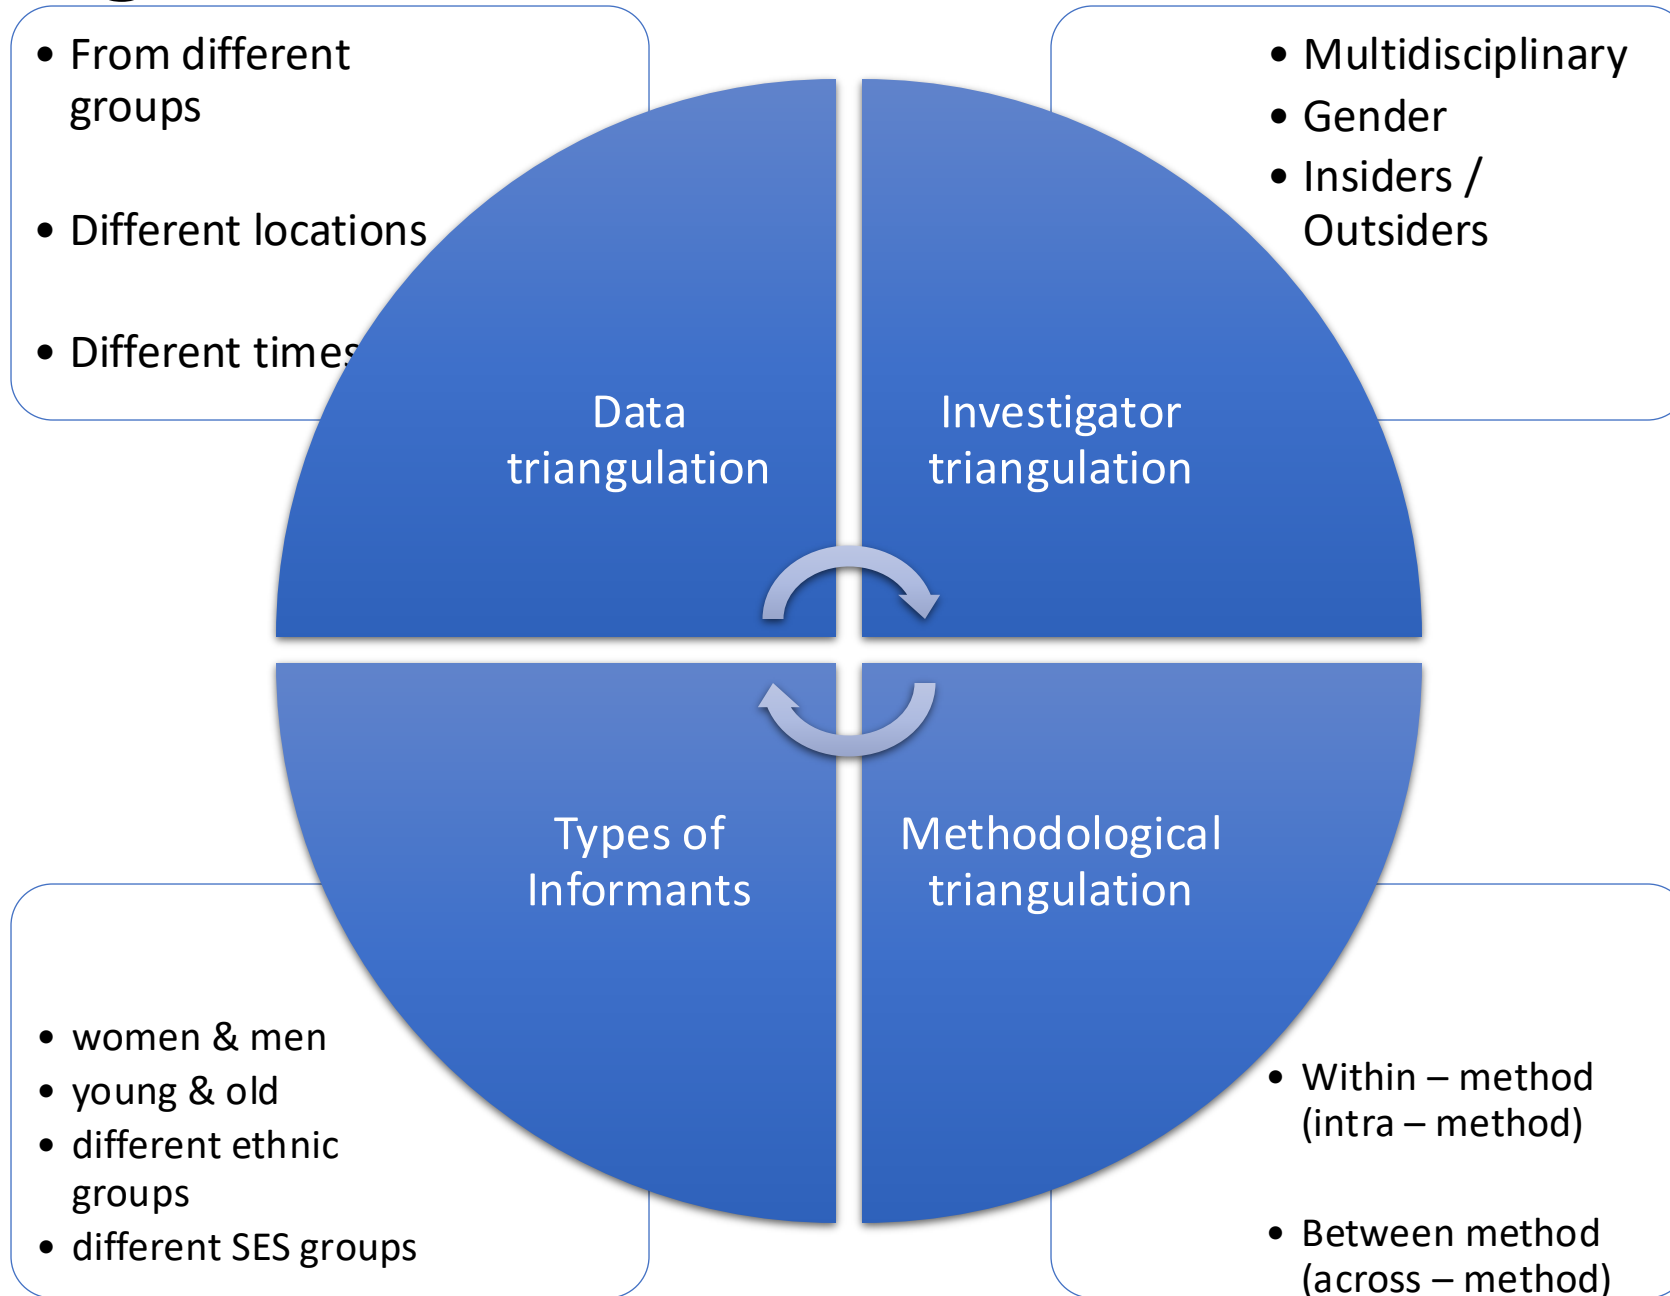 • From different
groups
• Different locations
• Different times
• Multidisciplinary
• Gender
• Insiders /
Outsiders
Data
triangulation
Investigator
triangulation
Types of
Informants
Methodological
triangulation
• women & men
• young & old
• different ethnic
groups
• different SES groups
• Within – method
(intra – method)
• Between method
(across – method)